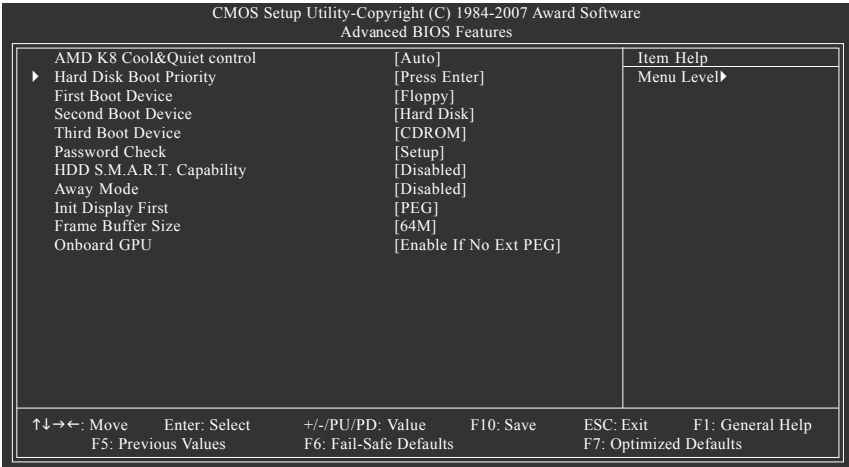 CMOS Setup Utility-Copyright (C) 1984-2007 Award Software
Advanced BIOS Features
AMD K8 Cool&Quiet control [Auto] Item Help
Hard Disk Boot Priority [Press Enter] Menu Level
First Boot Device [Floppy]
Second Boot Device [Hard Disk]
Third Boot Device [CDROM]
Password Check [Setup]
HDD S.M.A.R.T. Capability [Disabled]
Away Mode [Disabled]
Init Display First [PEG]
Frame Buffer Size [64M]
Onboard GPU [Enable If No Ext PEG]
↑↓→←: Move Enter: Select +/-/PU/PD: Value F10: Save ESC: Exit F1: General Help
F5: Previous Values F6: Fail-Safe Defaults F7: Optimized Defaults